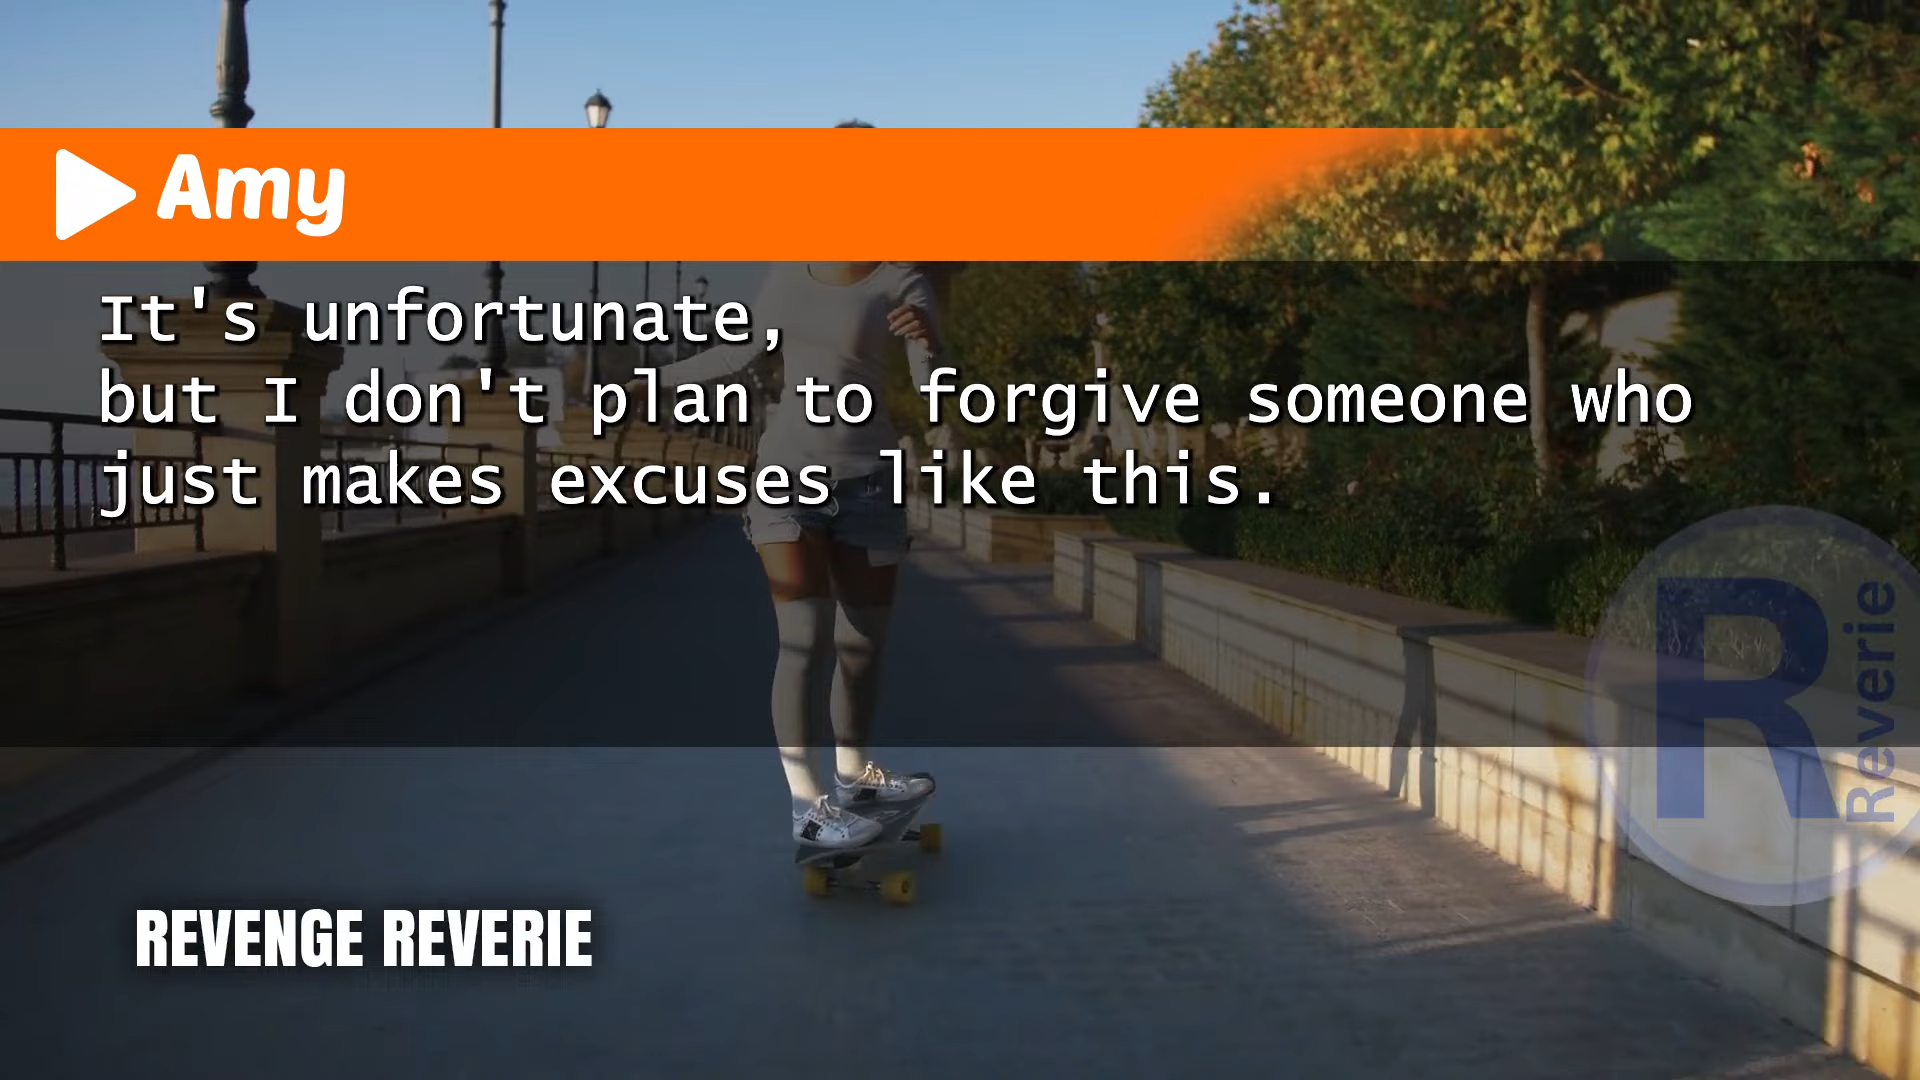 Amy
It's unfortunate,
but I don't plan to forgive someone who
just makes excuses like this.
R
Reverie
REVENGE REVERIE